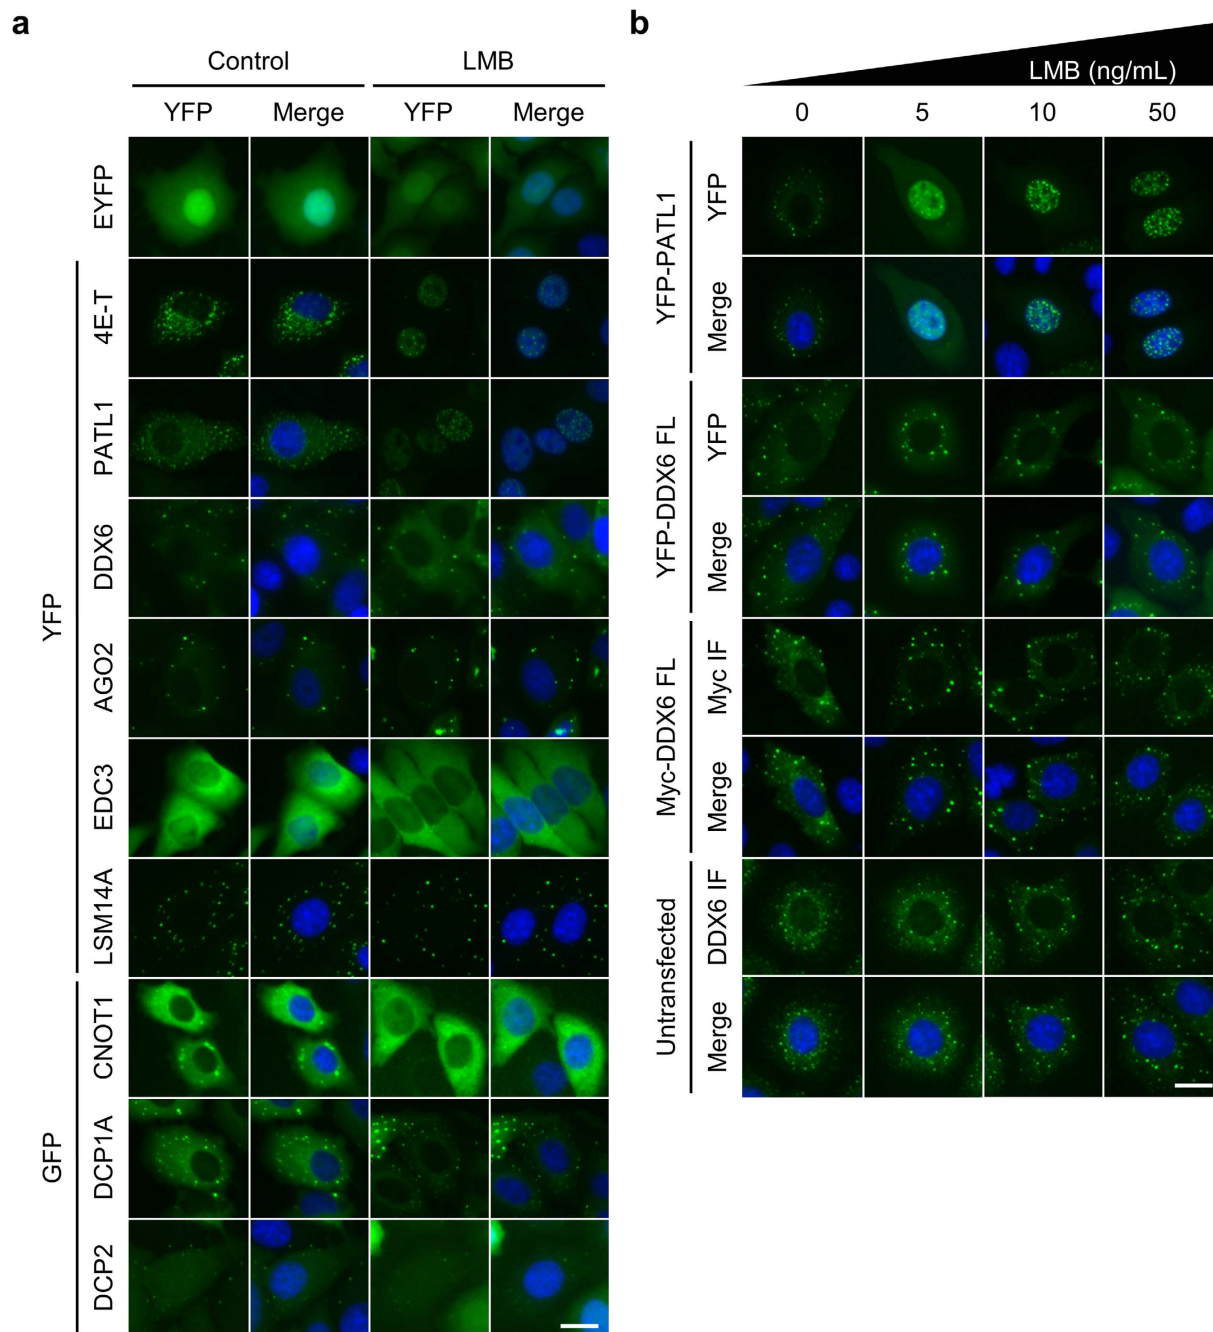 a
Control LMB
YFP Merge YFP Merge
EYFP
YFP
4E-T
PATL1
DDX6
AGO2
EDC3
LSM14A
GFP
CNOT1
DCP1A
DCP2
b
LMB (ng/mL)
0 5 10 50
YFP-PATL1
YFP
Merge
YFP-DDX6 FL
YFP
Merge
Myc-DDX6 FL
Myc IF
Merge
Untransfected
DDX6 IF
Merge